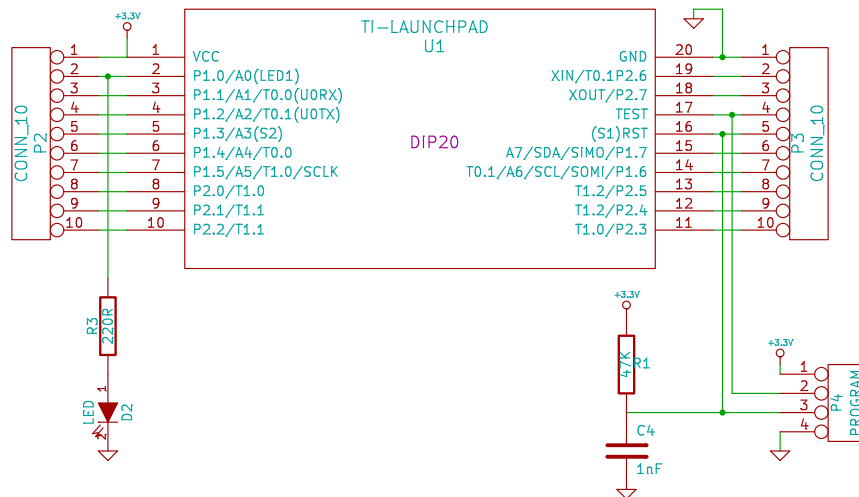 TI-LAUNCHPAD
U1
DIP20
+3.3V
CONN_10
P2
1 1 VCC
2 2 P1.0/A0(LED1)
3 3 P1.1/A1/T0.0(U0RX)
4 4 P1.2/A2/T0.1(U0TX)
5 5 P1.3/A3(S2)
6 6 P1.4/A4/T0.0
7 7 P1.5/A5/T1.0/SCLK
8 8 P2.0/T1.0
9 9 P2.1/T1.1
10 10 P2.2/T1.1
GND 20 1
XIN/T0.1P2.6 19 2
XOUT/P2.7 18 3
TEST 17 4
(S1)RST 16 5
A7/SDA/SIMO/P1.7 15 6
T0.1/A6/SCL/SOMI/P1.6 14 7
T1.2/P2.5 13 8
T1.2/P2.4 12 9
T1.0/P2.3 11 10
P3
CONN_10
R3
220R
LED
1
2
D2
+3.3V
47K
R1
C4
1nF
+3.3V
1
2
3
4
P4
PROGRAM